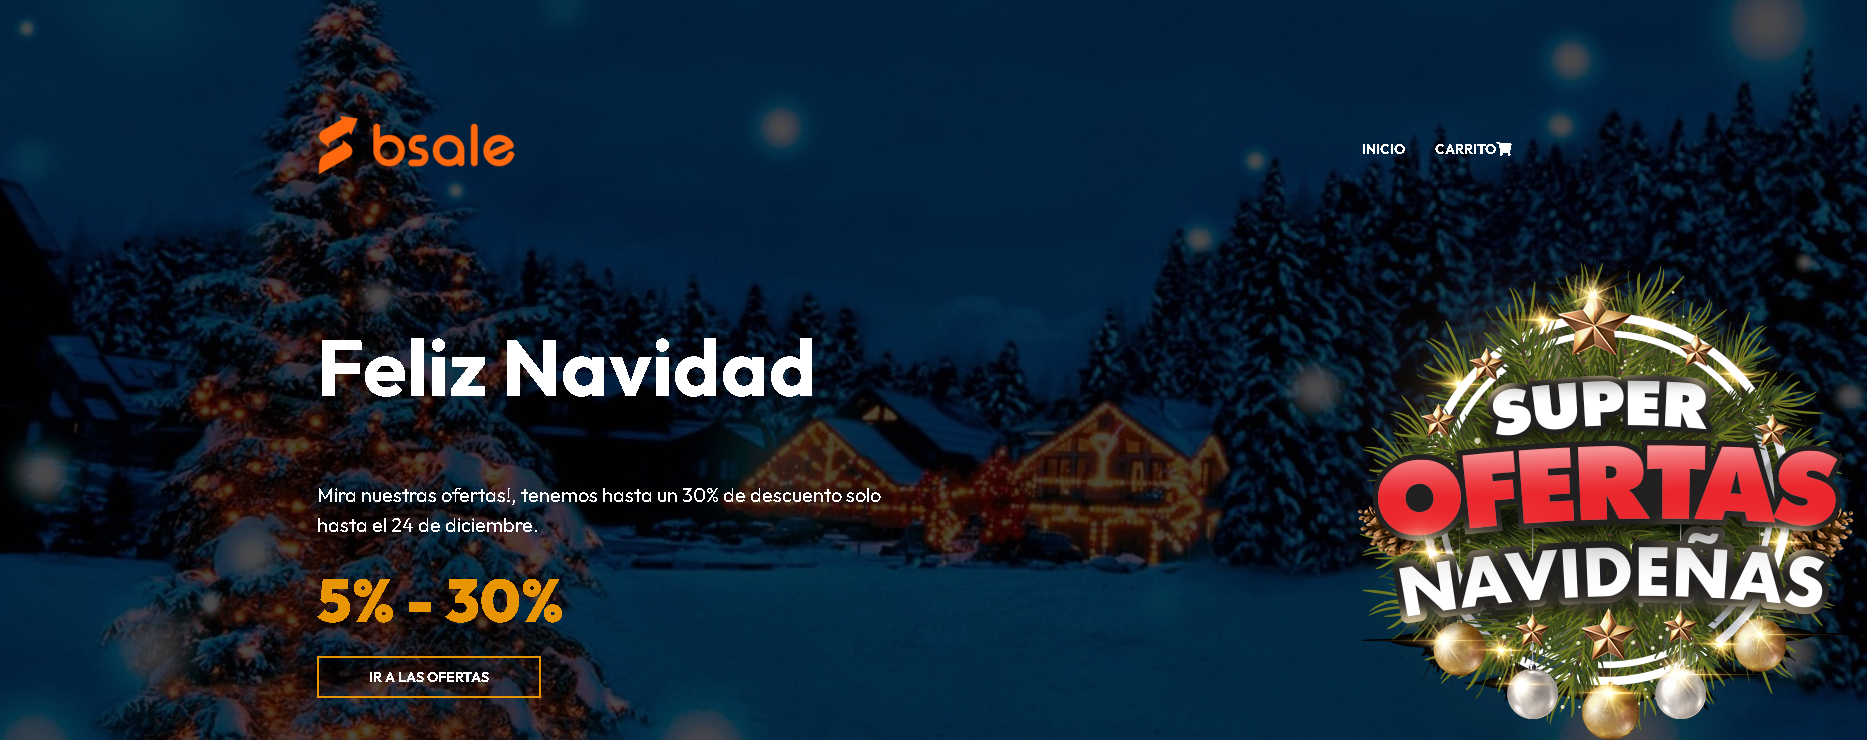 bsale
INICIO
CARRITO
Feliz Navidad
Mira nuestras ofertas!, tenemos hasta un 30% de descuento solo
hasta el 24 de diciembre.
5% - 30%
IR A LAS OFERTAS
SUPER
OFERTAS
NAVIDEÑAS